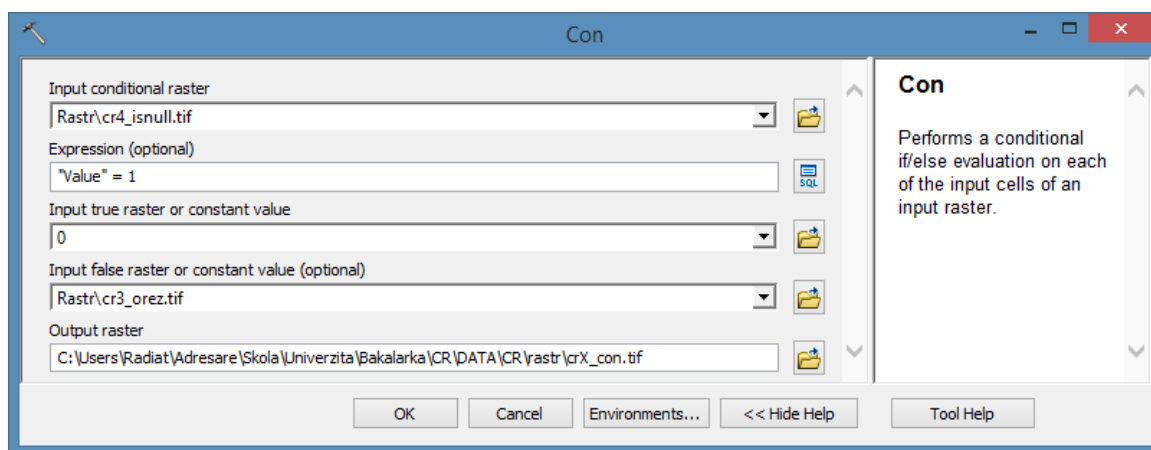 Con
Input conditional raster
Rastr\cr4_isnull.tif
Expression (optional)
"Value" = 1
SQL
Input true raster or constant value
0
Input false raster or constant value (optional)
Rastr\cr3_orez.tif
Output raster
C:\Users\Radiat\Adresare\Skola\Univerzita\Bakalarka\CR\DATA\CR\rastr\crX_con.tif
Con
Performs a conditional
if/else evaluation on each
of the input cells of an
input raster.
OK
Cancel
Environments...
<< Hide Help
Tool Help